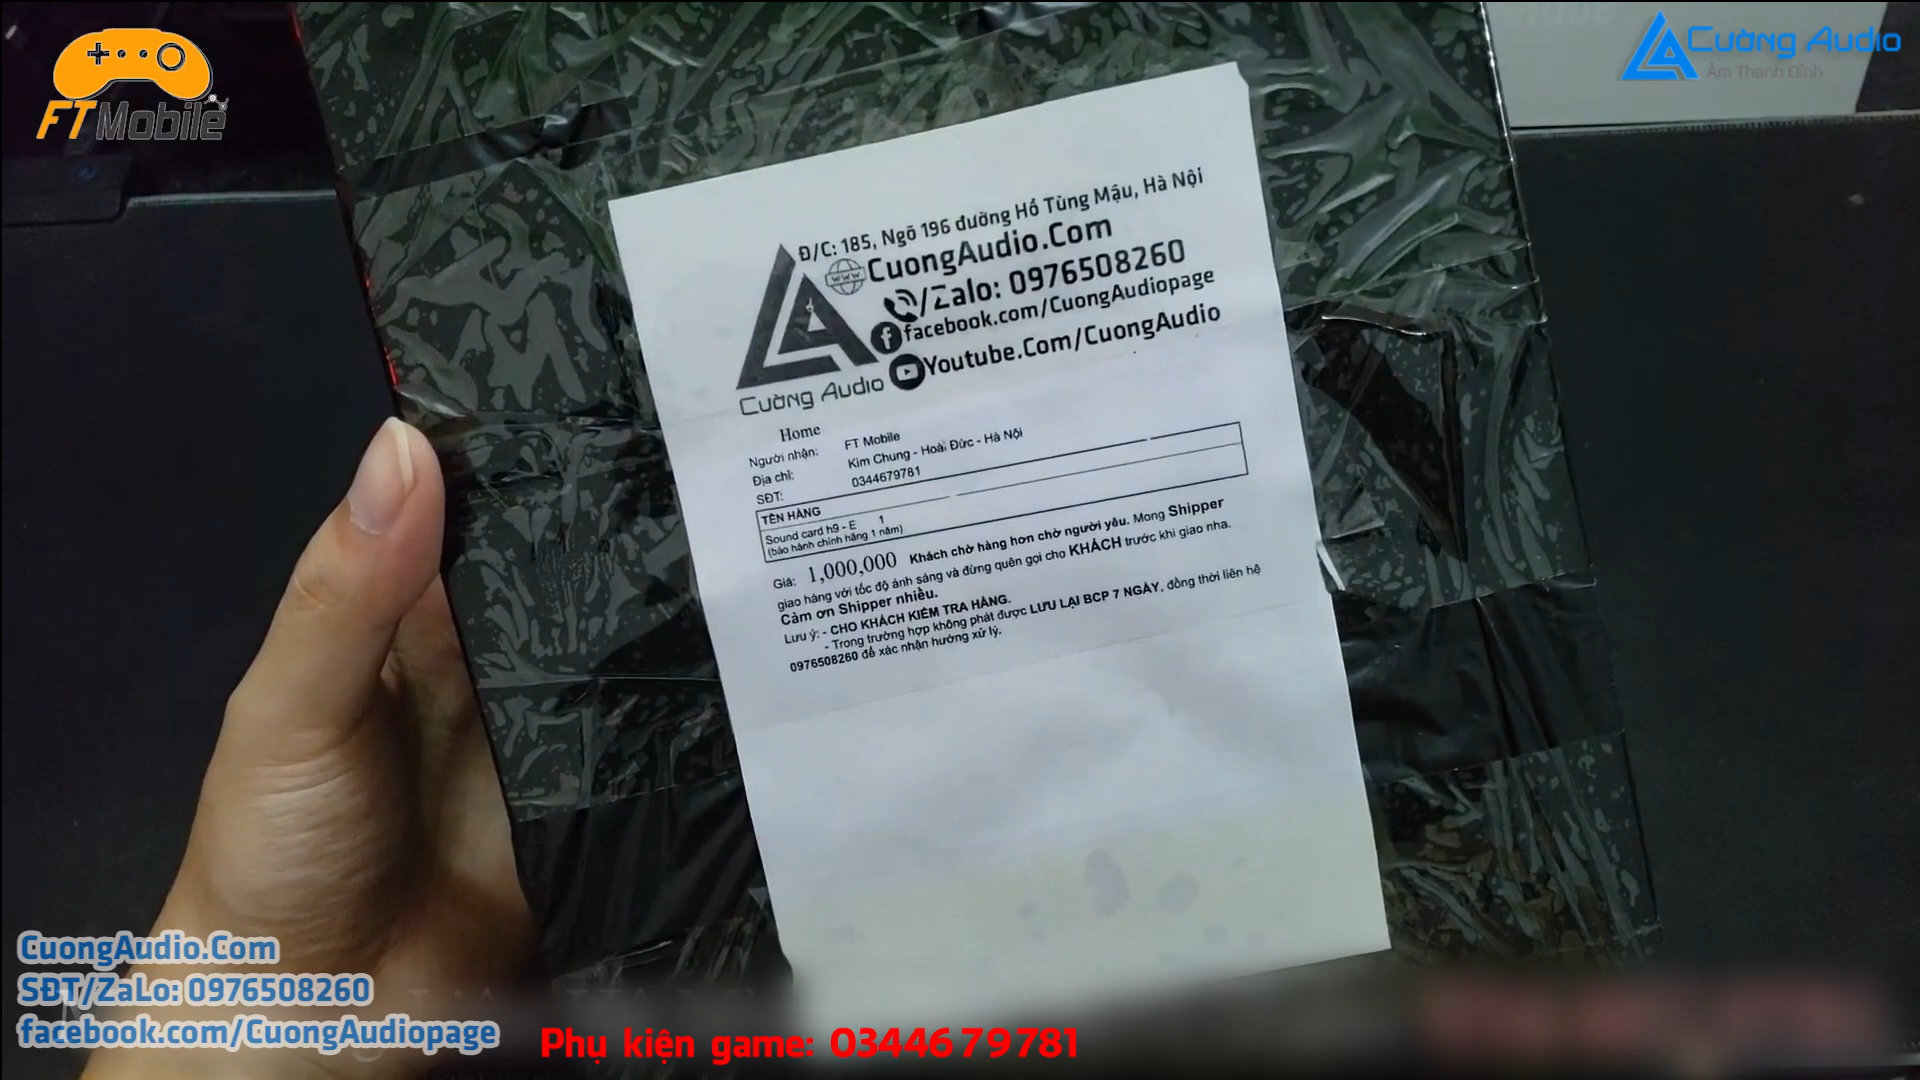 FT Mobile
Cường Audio
Âm Thanh Đỉnh
Đ/C: 185, Ngõ 196 đường Hồ Tùng Mậu, Hà Nội
www CuongAudio.Com
/Zalo: 0976508260
facebook.com/CuongAudiopage
Youtube.Com/CuongAudio
Cường Audio
Home
Người nhận: FT Mobile
Địa chỉ: Kim Chung - Hoài Đức - Hà Nội
SĐT: 0344679781
TÊN HÀNG
Sound card h9 - E 1
(bảo hành chính hãng 1 năm)
Giá: 1,000,000 Khách chờ hàng hơn chờ người yêu. Mong Shipper
giao hàng với tốc độ ánh sáng và đừng quên gọi cho KHÁCH trước khi giao nha.
Cảm ơn Shipper nhiều.
Lưu ý: - CHO KHÁCH KIỂM TRA HÀNG.
- Trong trường hợp không phát được LƯU LẠI BCP 7 NGÀY, đồng thời liên hệ
0976508260 để xác nhận hướng xử lý.
CuongAudio.Com
SĐT/ZaLo: 0976508260
facebook.com/CuongAudiopage
Phụ kiện game: 0344679781